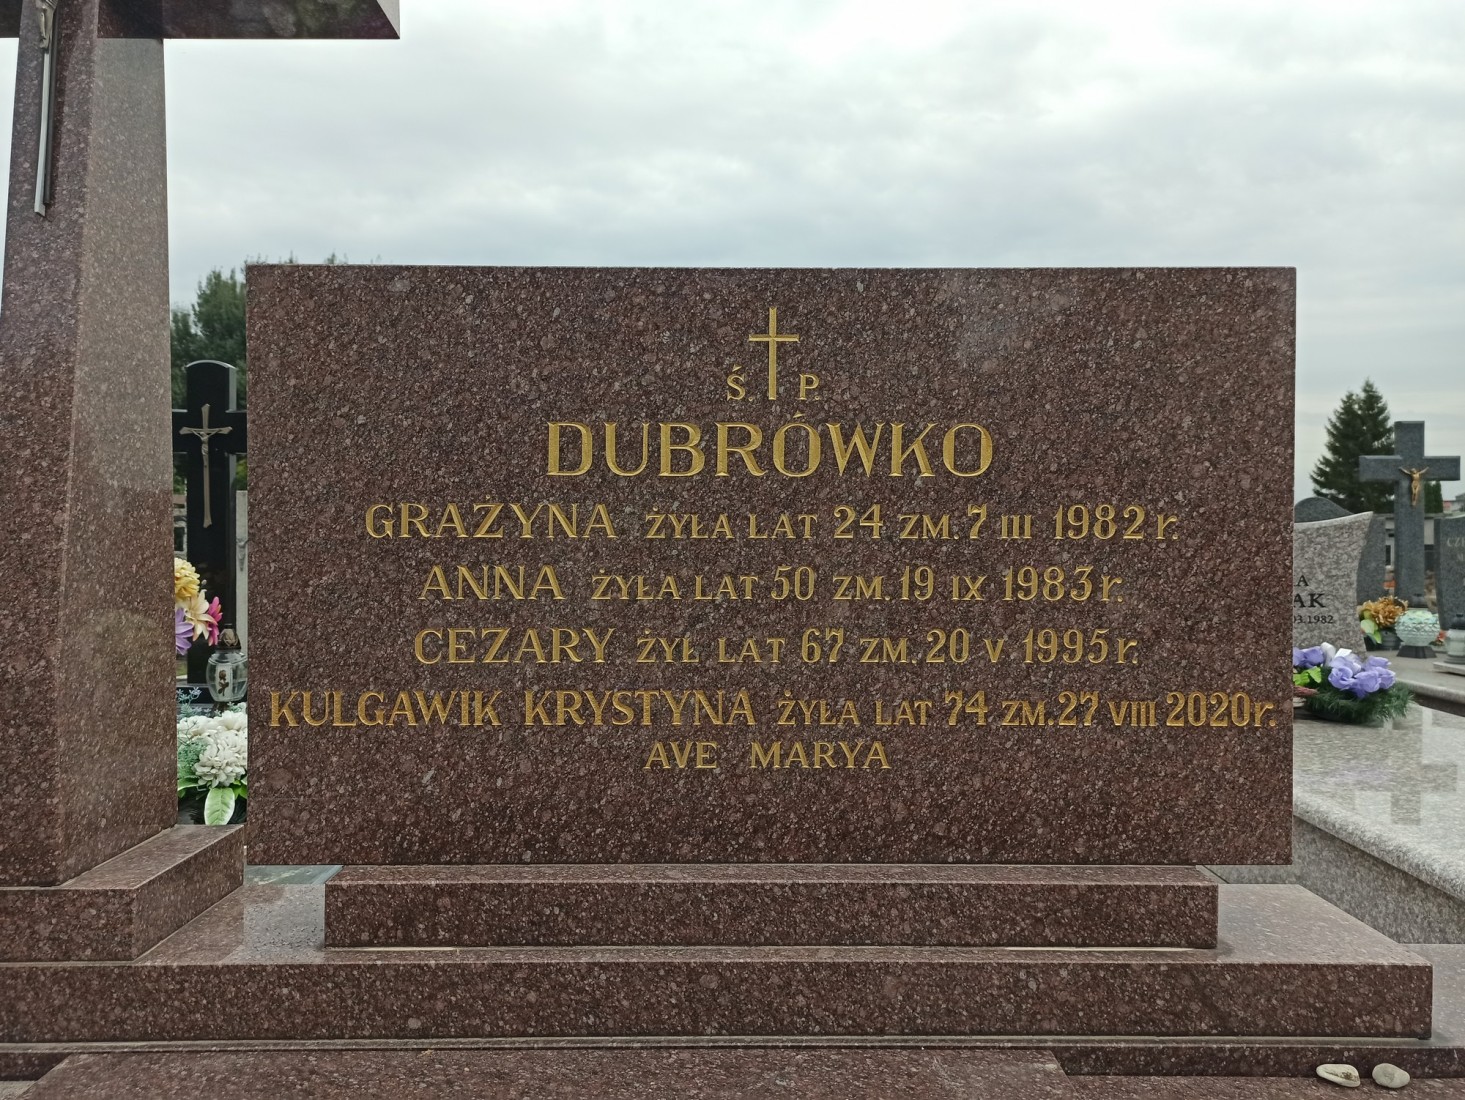 Ś P.
DUBRÓWKO
GRAŻYNA ŻYŁA LAT 24 ZM. 7 III 1982 r.
ANNA ŻYŁA LAT 50 ZM. 19 IX 1983 r.
CEZARY ŻYŁ LAT 67 ZM. 20 V 1995 r.
KULGAWIK KRYSTYNA ŻYŁA LAT 74 ZM. 27 VIII 2020 r.
AVE MARYA